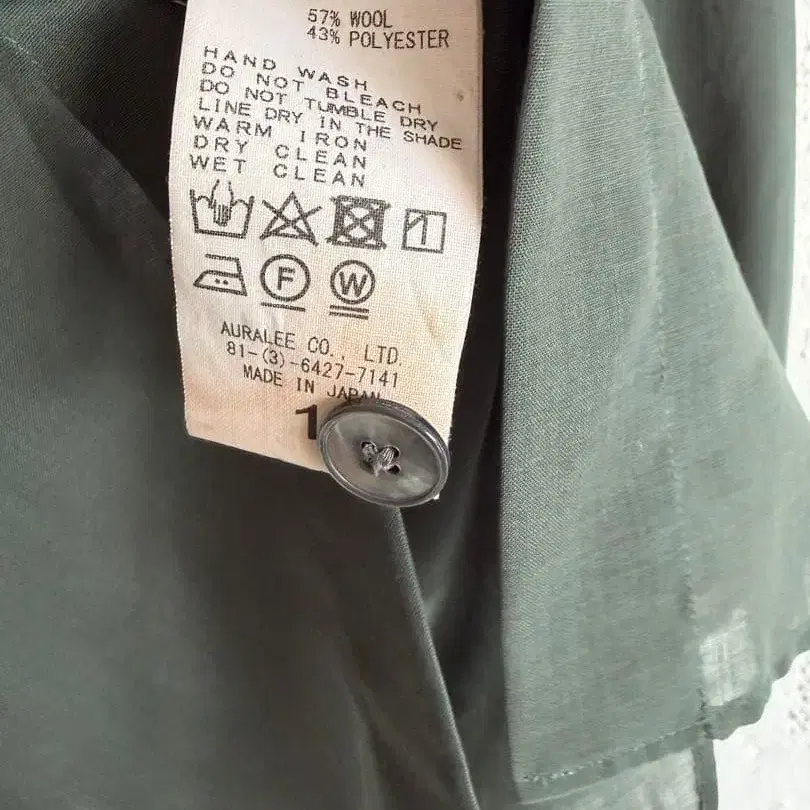 57% WOOL
43% POLYESTER
HAND WASH
DO NOT BLEACH
DO NOT TUMBLE DRY
LINE DRY IN THE SHADE
WARM IRON
DRY CLEAN
WET CLEAN
F
W
AURALEE CO., LTD.
81-(3)-6427-7141
MADE IN JAPAN
1